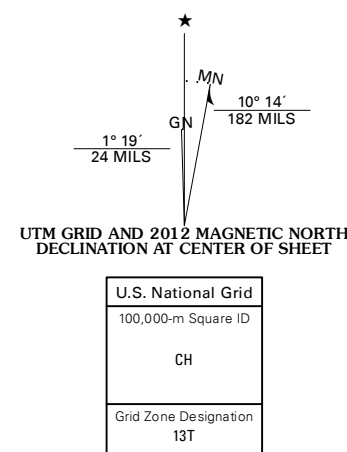 ★
MN
GN
10° 14´
182 MILS
1° 19´
24 MILS
UTM GRID AND 2012 MAGNETIC NORTH
DECLINATION AT CENTER OF SHEET
U.S. National Grid
100,000-m Square ID
CH
Grid Zone Designation
13T